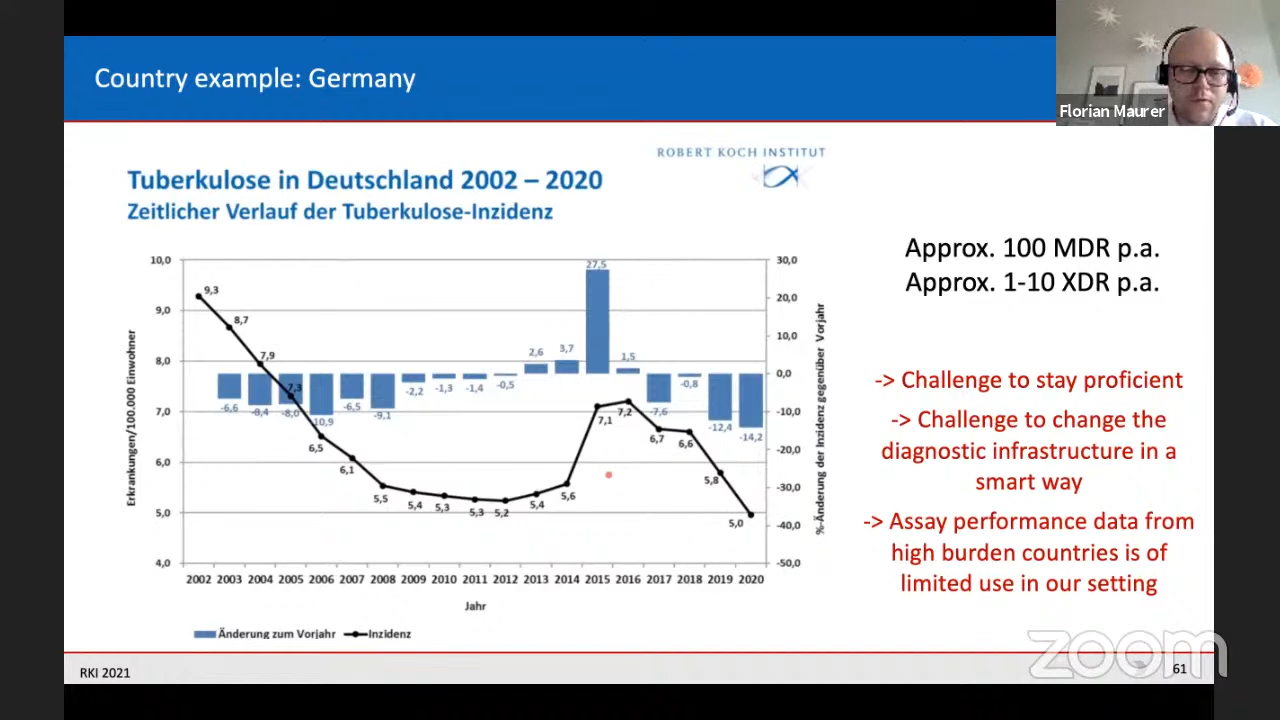 Country example: Germany
Florian Maurer
ROBERT KOCH INSTITUT
Tuberkulose in Deutschland 2002 – 2020
Zeitlicher Verlauf der Tuberkulose-Inzidenz
Approx. 100 MDR p.a.
Approx. 1-10 XDR p.a.
-> Challenge to stay proficient
-> Challenge to change the
diagnostic infrastructure in a
smart way
-> Assay performance data from
high burden countries is of
limited use in our setting
Erkrankungen/100.000 Einwohner
10,0
9,0
8,0
7,0
6,0
5,0
4,0
9,3
8,7
7,9
7,3
6,5
6,1
5,5
5,4
5,3
5,3
5,2
5,4
5,6
7,1
7,2
6,7
6,6
5,8
5,0
-6,6
-8,4
-8,0
-10,9
-6,5
-9,1
-2,2
-1,3
-1,4
-0,5
2,6
3,7
27,5
1,5
-7,6
-0,8
-12,4
-14,2
30,0
20,0
10,0
0,0
-10,0
-20,0
-30,0
-40,0
-50,0
%-Änderung der Inzidenz gegenüber Vorjahr
2002 2003 2004 2005 2006 2007 2008 2009 2010 2011 2012 2013 2014 2015 2016 2017 2018 2019 2020
Jahr
Änderung zum Vorjahr Inzidenz
RKI 2021
zoom
61